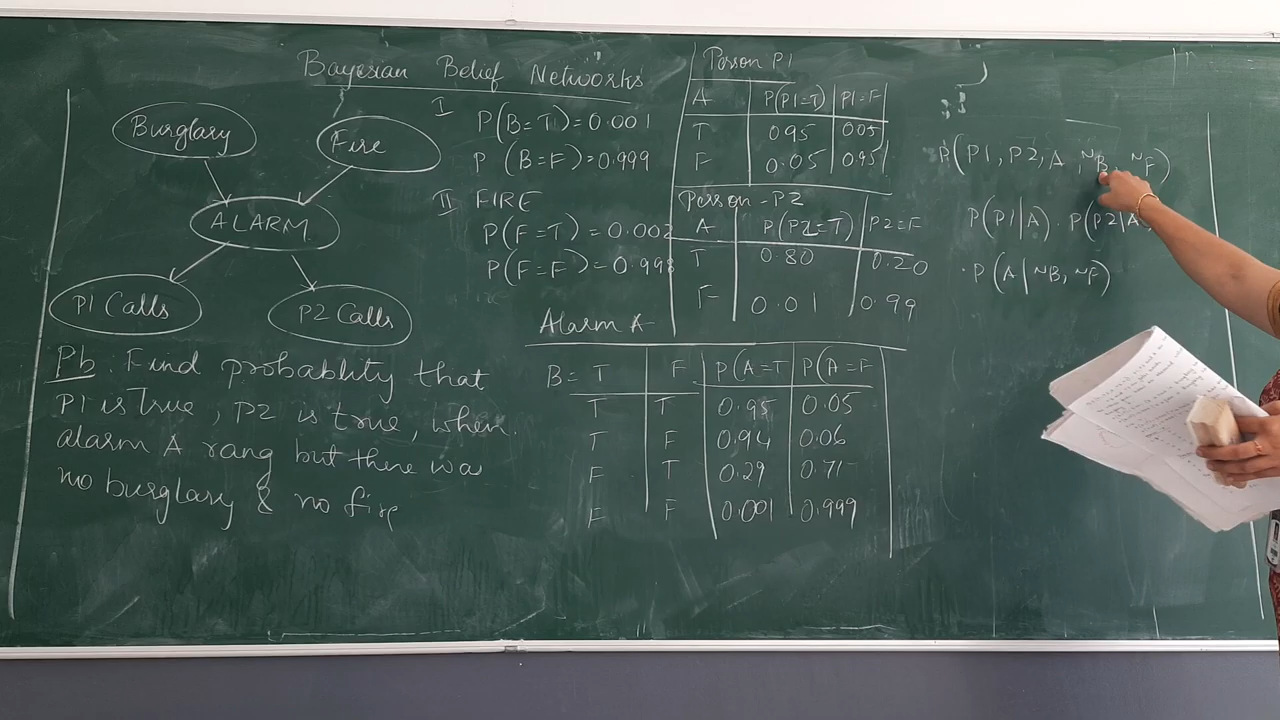 Bayesian Belief Networks
Burglary
Fire
ALARM
P1 Calls
P2 Calls
Pb: Find probablity that
P1 is True, P2 is true, when
alarm A rang but there was
no burglary & no fire
I
P(B=T)=0.001
P (B=F)=0.999
II FIRE
P(F=T)=0.002
P(F=F)=0.998
Person P1
A P(P1=T) P1=F
T 0.95 0.05
F 0.05 0.95
Person-P2
A P(P2=T) P2=F
T 0.80 0.20
F 0.01 0.99
Alarm A
B= T F P(A=T P(A=F
T T 0.95 0.05
T F 0.94 0.06
F T 0.29 0.71
F F 0.001 0.999
P(P1, P2, A ~B, ~F)
P(P1|A) · P(P2|A
· P(A|~B, ~F)